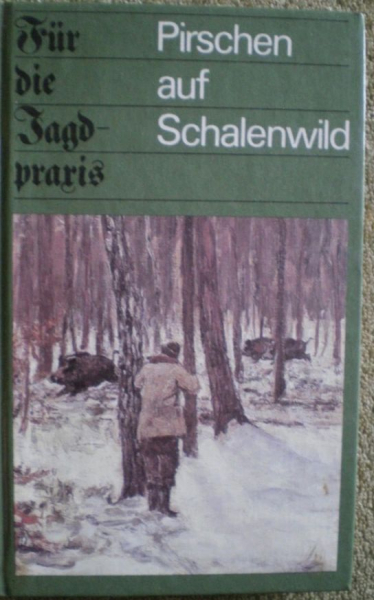 Für
die
Jagd-
praxis
Pirschen
auf
Schalenwild